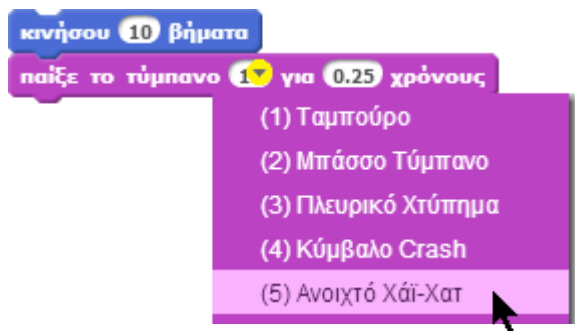 κινήσου 10 βήματα
παίξε το τύμπανο 1 για 0.25 χρόνους
(1) Ταμπούρο
(2) Μπάσσο Τύμπανο
(3) Πλευρικό Χτύπημα
(4) Κύμβαλο Crash
(5) Ανοιχτό Χάϊ-Χατ